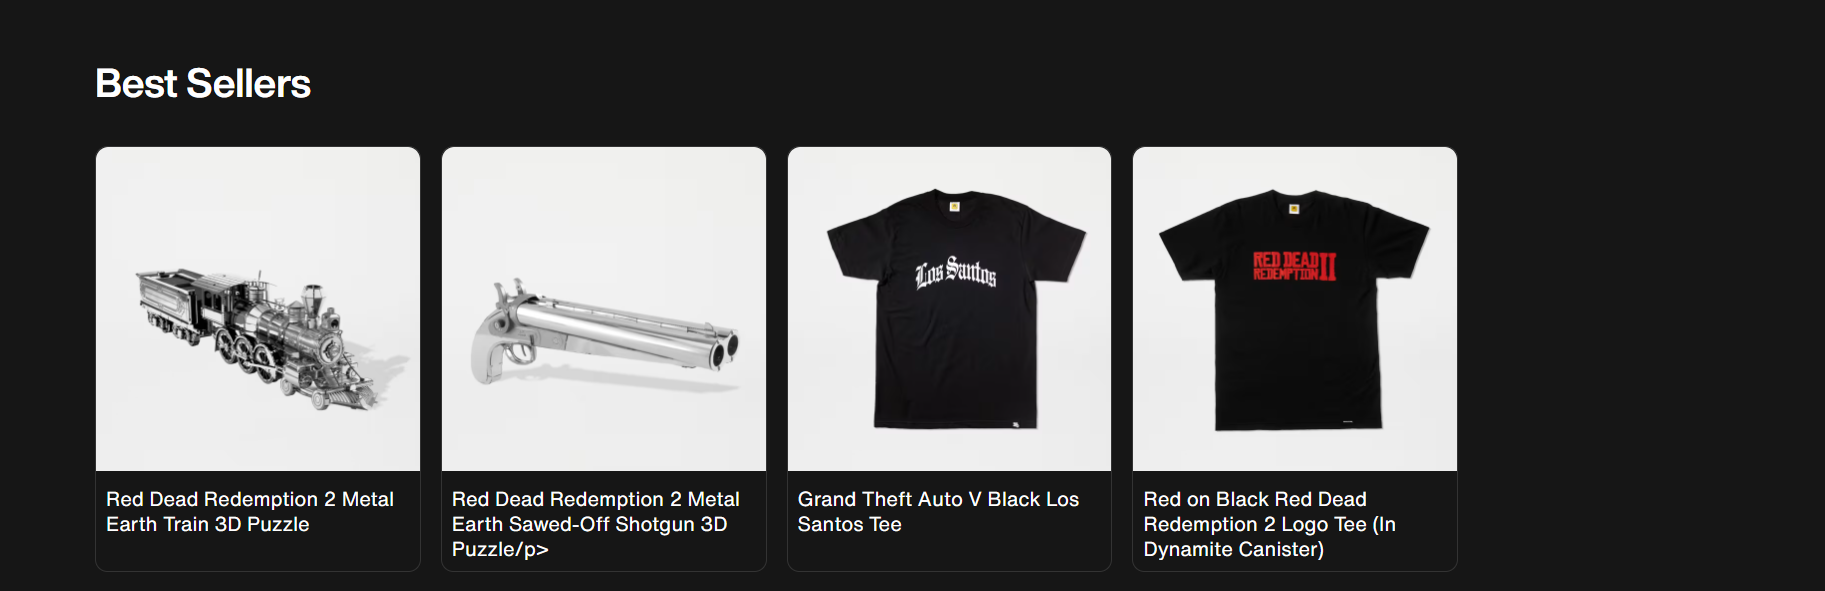 Best Sellers
Los Santos
RED DEAD
REDEMPTION II
Red Dead Redemption 2 Metal
Earth Train 3D Puzzle
Red Dead Redemption 2 Metal
Earth Sawed-Off Shotgun 3D
Puzzle/p>
Grand Theft Auto V Black Los
Santos Tee
Red on Black Red Dead
Redemption 2 Logo Tee (In
Dynamite Canister)